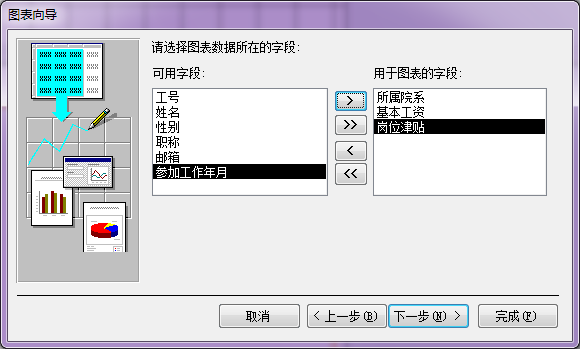 图表向导
请选择图表数据所在的字段:
可用字段:
用于图表的字段:
工号
姓名
性别
职称
邮箱
参加工作年月
>
>>
<
<<
所属院系
基本工资
岗位津贴
取消
< 上一步(B)
下一步(N) >
完成(F)